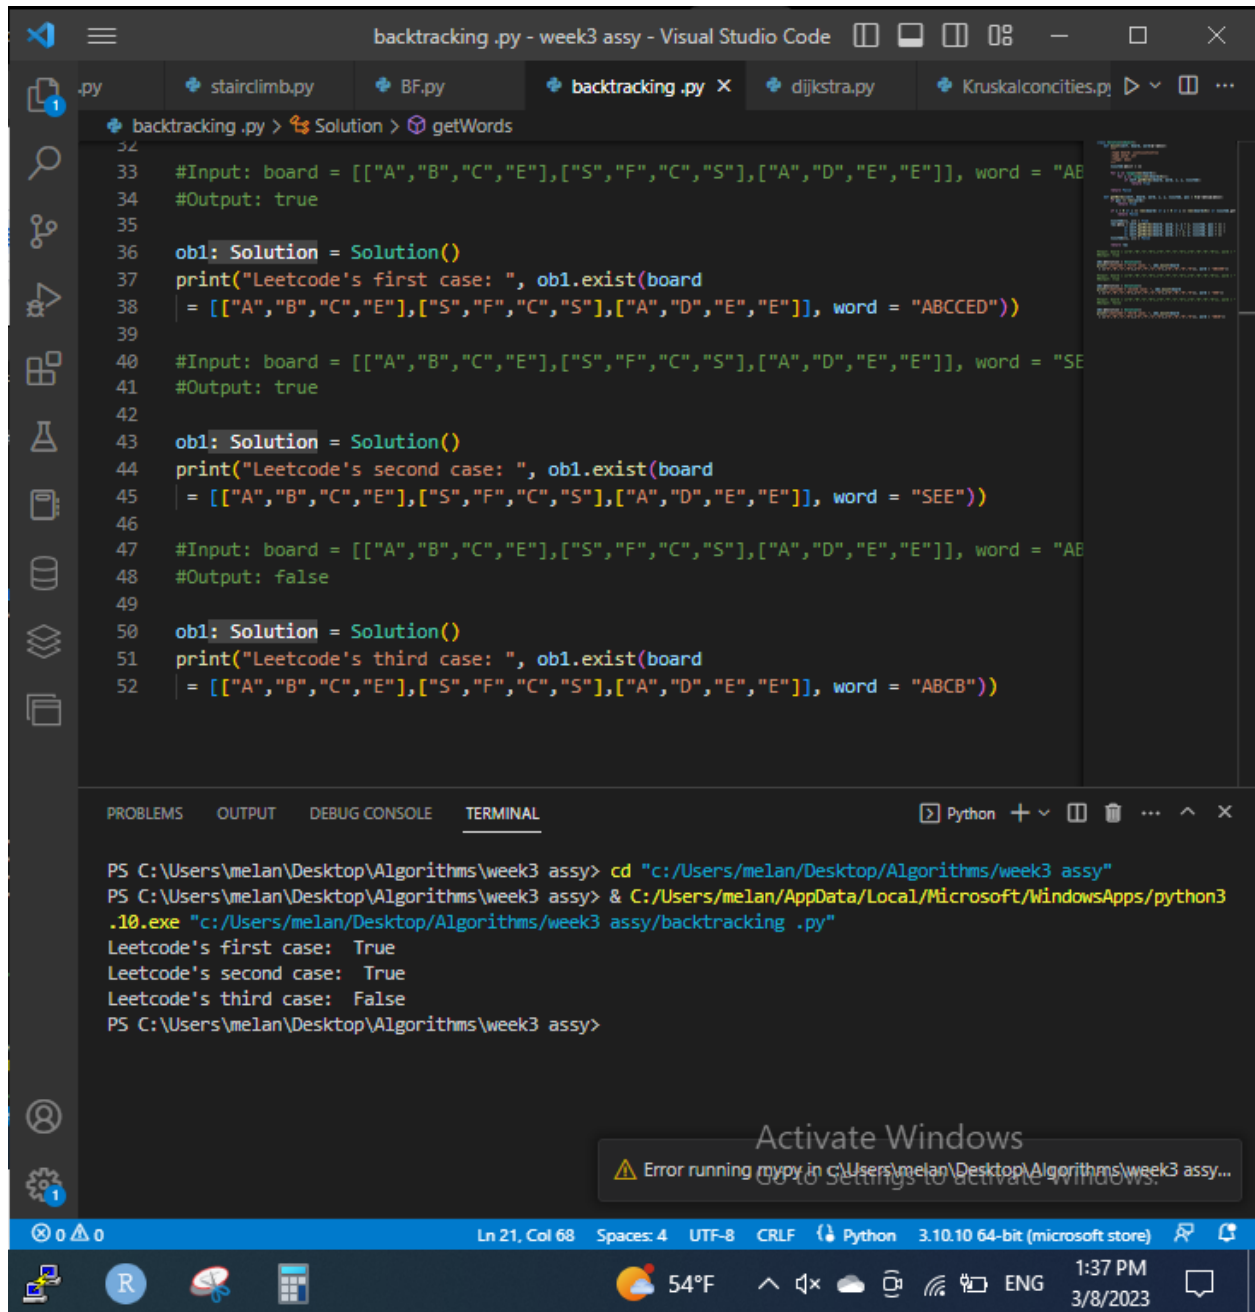 backtracking .py - week3 assy - Visual Studio Code
.py stairclimb.py BF.py backtracking .py dijkstra.py Kruskalconcities.py
1
backtracking .py > Solution > getWords
32
33 #Input: board = [["A","B","C","E"],["S","F","C","S"],["A","D","E","E"]], word = "AB
34 #Output: true
35
36 ob1: Solution = Solution()
37 print("Leetcode's first case: ", ob1.exist(board
38 = [["A","B","C","E"],["S","F","C","S"],["A","D","E","E"]], word = "ABCCED"))
39
40 #Input: board = [["A","B","C","E"],["S","F","C","S"],["A","D","E","E"]], word = "SE
41 #Output: true
42
43 ob1: Solution = Solution()
44 print("Leetcode's second case: ", ob1.exist(board
45 = [["A","B","C","E"],["S","F","C","S"],["A","D","E","E"]], word = "SEE"))
46
47 #Input: board = [["A","B","C","E"],["S","F","C","S"],["A","D","E","E"]], word = "AB
48 #Output: false
49
50 ob1: Solution = Solution()
51 print("Leetcode's third case: ", ob1.exist(board
52 = [["A","B","C","E"],["S","F","C","S"],["A","D","E","E"]], word = "ABCB"))
PROBLEMS OUTPUT DEBUG CONSOLE TERMINAL Python
PS C:\Users\melan\Desktop\Algorithms\week3 assy> cd "c:/Users/melan/Desktop/Algorithms/week3 assy"
PS C:\Users\melan\Desktop\Algorithms\week3 assy> & C:/Users/melan/AppData/Local/Microsoft/WindowsApps/python3
.10.exe "c:/Users/melan/Desktop/Algorithms/week3 assy/backtracking .py"
Leetcode's first case:  True
Leetcode's second case:  True
Leetcode's third case:  False
PS C:\Users\melan\Desktop\Algorithms\week3 assy>
Activate Windows
Error running mypy in c:\Users\melan\Desktop\Algorithms\week3 assy...
Go to Settings to activate Windows.
1
0 0 Ln 21, Col 68 Spaces: 4 UTF-8 CRLF Python 3.10.10 64-bit (microsoft store)
R 54°F ENG 1:37 PM
3/8/2023